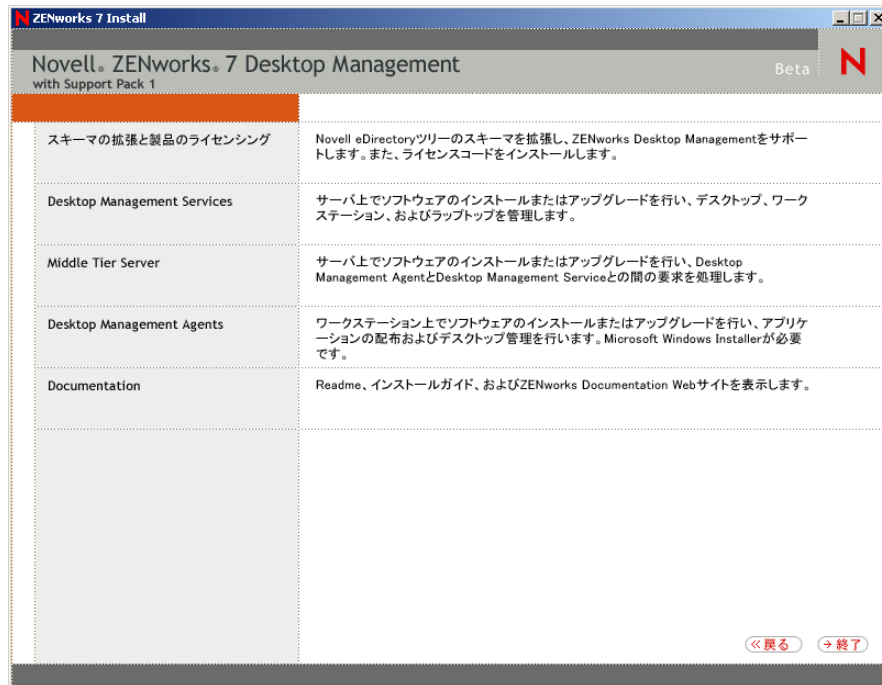 ZENworks 7 Install
Novell® ZENworks® 7 Desktop Management
with Support Pack 1
Beta
N
スキーマの拡張と製品のライセンシング
Novell eDirectoryツリーのスキーマを拡張し、ZENworks Desktop Managementをサポー
トします。また、ライセンスコードをインストールします。
Desktop Management Services
サーバ上でソフトウェアのインストールまたはアップグレードを行い、デスクトップ、ワーク
ステーション、およびラップトップを管理します。
Middle Tier Server
サーバ上でソフトウェアのインストールまたはアップグレードを行い、Desktop
Management AgentとDesktop Management Serviceとの間の要求を処理します。
Desktop Management Agents
ワークステーション上でソフトウェアのインストールまたはアップグレードを行い、アプリケ
ーションの配布およびデスクトップ管理を行います。Microsoft Windows Installerが必要
です。
Documentation
Readme、インストールガイド、およびZENworks Documentation Webサイトを表示します。
戻る
終了